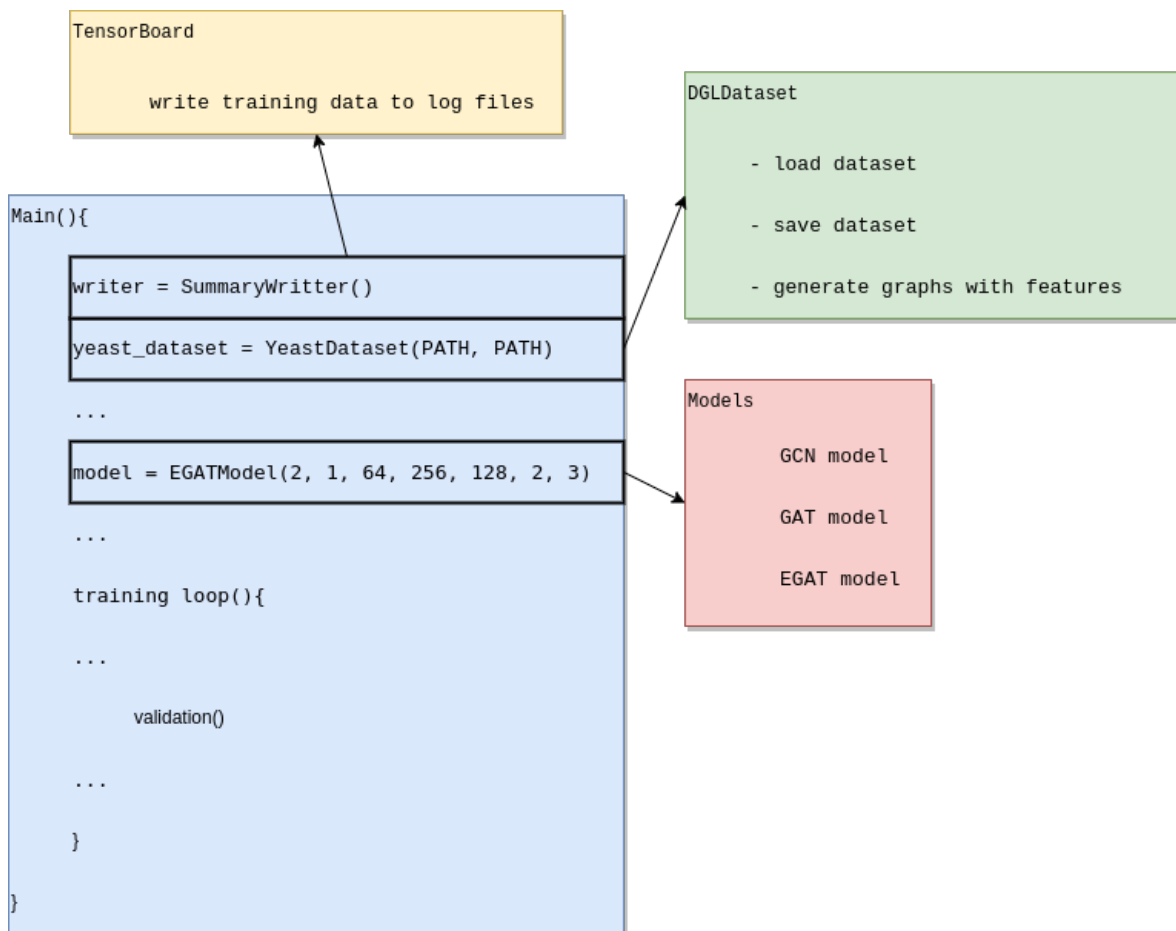 TensorBoard
write training data to log files
DGLDataset
- load dataset
- save dataset
- generate graphs with features
Main(){
writer = SummaryWritter()
yeast_dataset = YeastDataset(PATH, PATH)
...
model = EGATModel(2, 1, 64, 256, 128, 2, 3)
...
training loop(){
...
validation()
...
}
}
Models
GCN model
GAT model
EGAT model